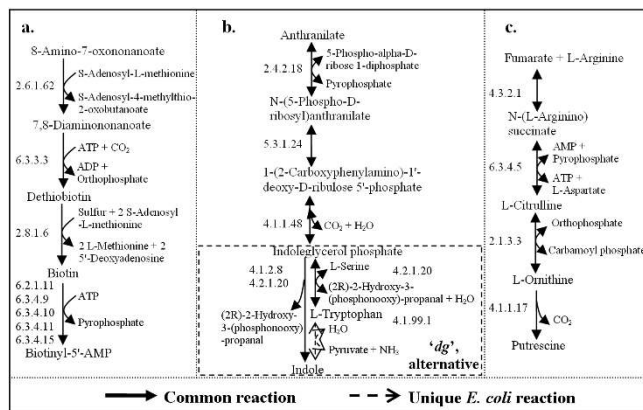 a.
8-Amino-7-oxononanoate
2.6.1.62
S-Adenosyl-L-methionine
S-Adenosyl-4-methylthio-
2-oxobutanoate
7,8-Diaminononanoate
6.3.3.3
ATP + CO2
ADP +
Orthophosphate
Dethiobiotin
2.8.1.6
Sulfur + 2 S-Adenosyl
-L-methionine
2 L-Methionine + 2
5'-Deoxyadenosine
Biotin
6.2.1.11
6.3.4.9
6.3.4.10
6.3.4.11
6.3.4.15
ATP
Pyrophosphate
Biotinyl-5'-AMP
b.
Anthranilate
2.4.2.18
5-Phospho-alpha-D-
ribose 1-diphosphate
Pyrophosphate
N-(5-Phospho-D-
ribosyl)anthranilate
5.3.1.24
1-(2-Carboxyphenylamino)-1'-
deoxy-D-ribulose 5'-phosphate
4.1.1.48
CO2 + H2O
Indoleglycerol phosphate
4.1.2.8
4.2.1.20
L-Serine
4.2.1.20
(2R)-2-Hydroxy-3-
(phosphonooxy)-propanal + H2O
(2R)-2-Hydroxy-
3-(phosphonooxy)
-propanal
L-Tryptophan
H2O
4.1.99.1
Pyruvate + NH3
Indole
'dg',
alternative
c.
Fumarate + L-Arginine
4.3.2.1
N-(L-Arginino)
succinate
6.3.4.5
AMP +
Pyrophosphate
ATP +
L-Aspartate
L-Citrulline
2.1.3.3
Orthophosphate
Carbamoyl phosphate
L-Ornithine
4.1.1.17
CO2
Putrescine
Common reaction
Unique E. coli reaction